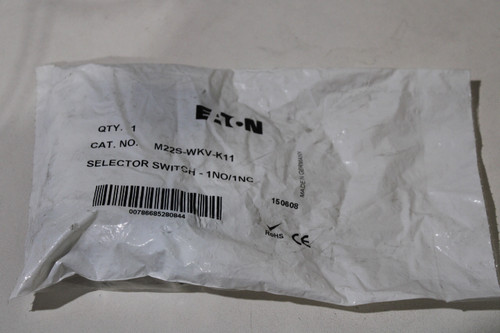 EATON
QTY. 1
CAT. NO. M22S-WKV-K11
SELECTOR SWITCH - 1NO/1NC
MADE IN GERMANY
150608
00786685280844
RoHS CE